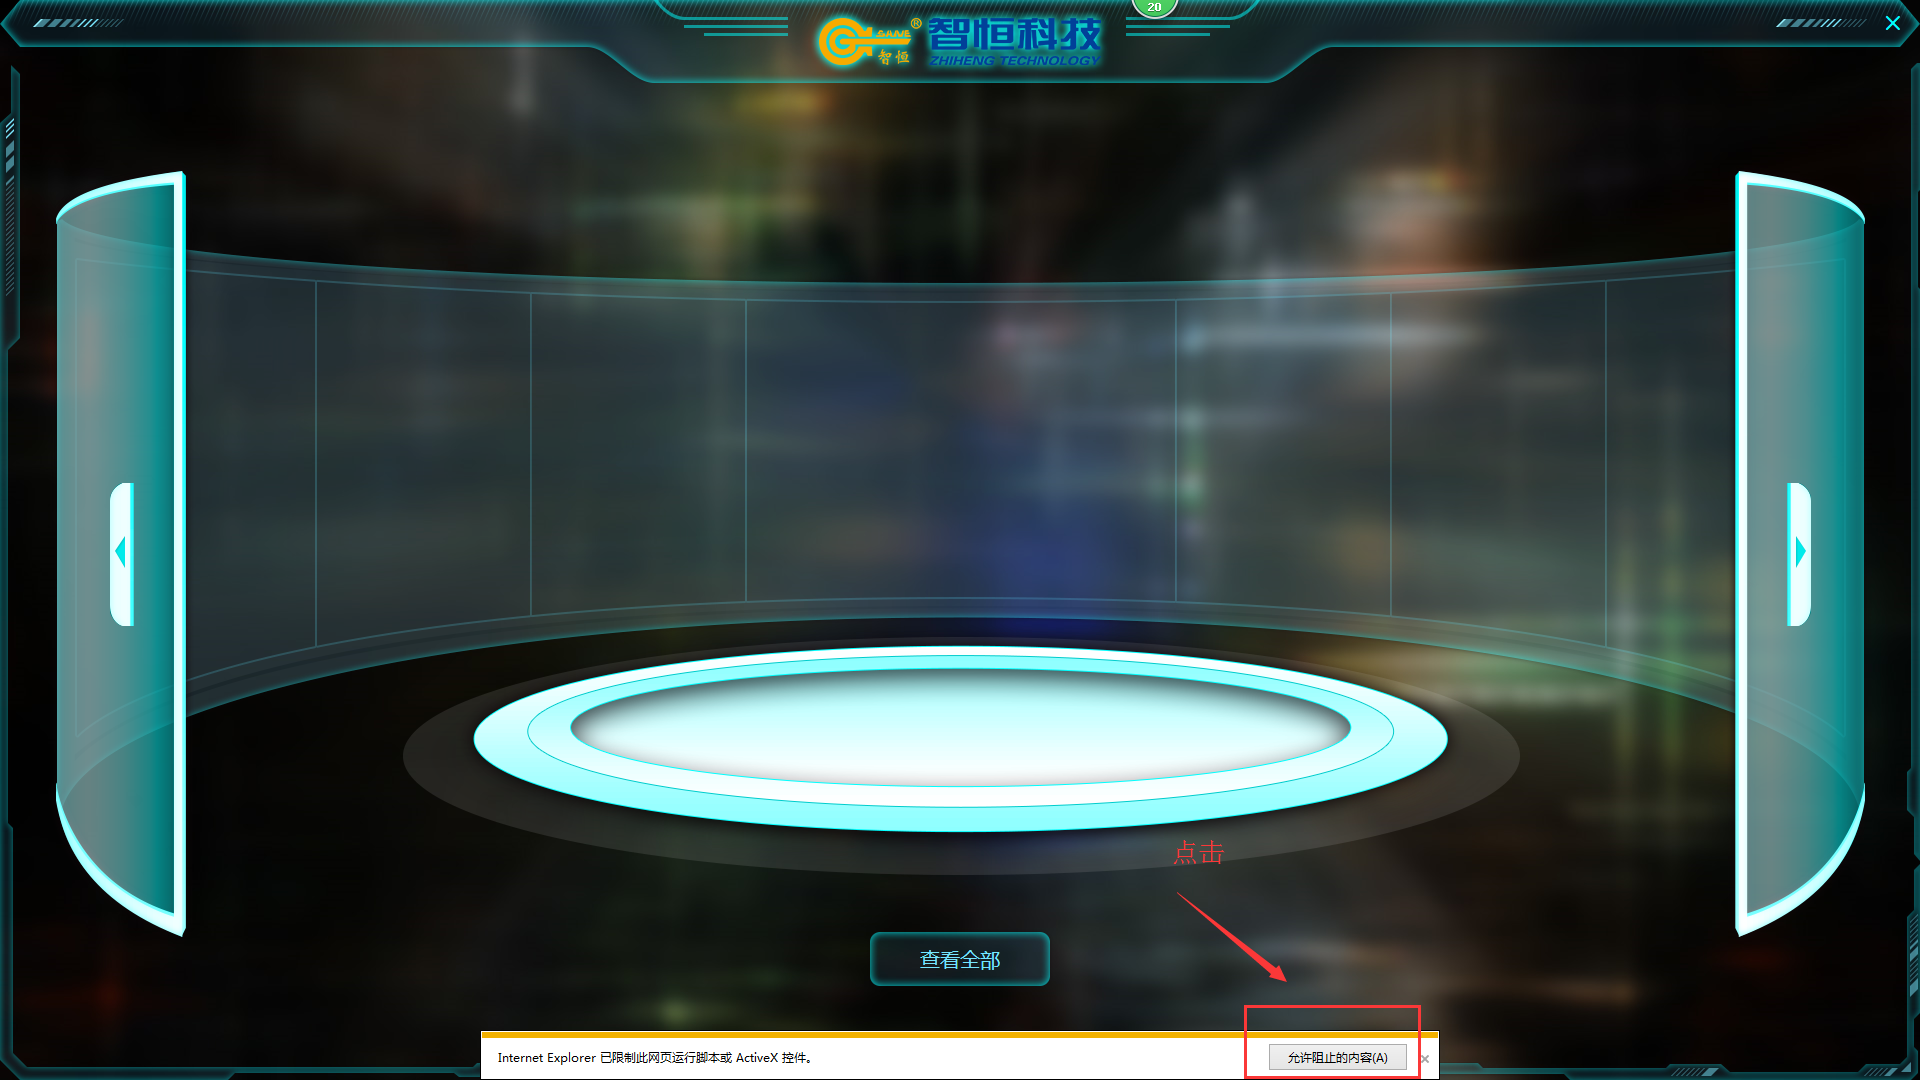 20
SAIVE ®
智恒
智恒科技
ZHIHENG TECHNOLOGY
点击
查看全部
Internet Explorer 已限制此网页运行脚本或 ActiveX 控件。
允许阻止的内容(A)